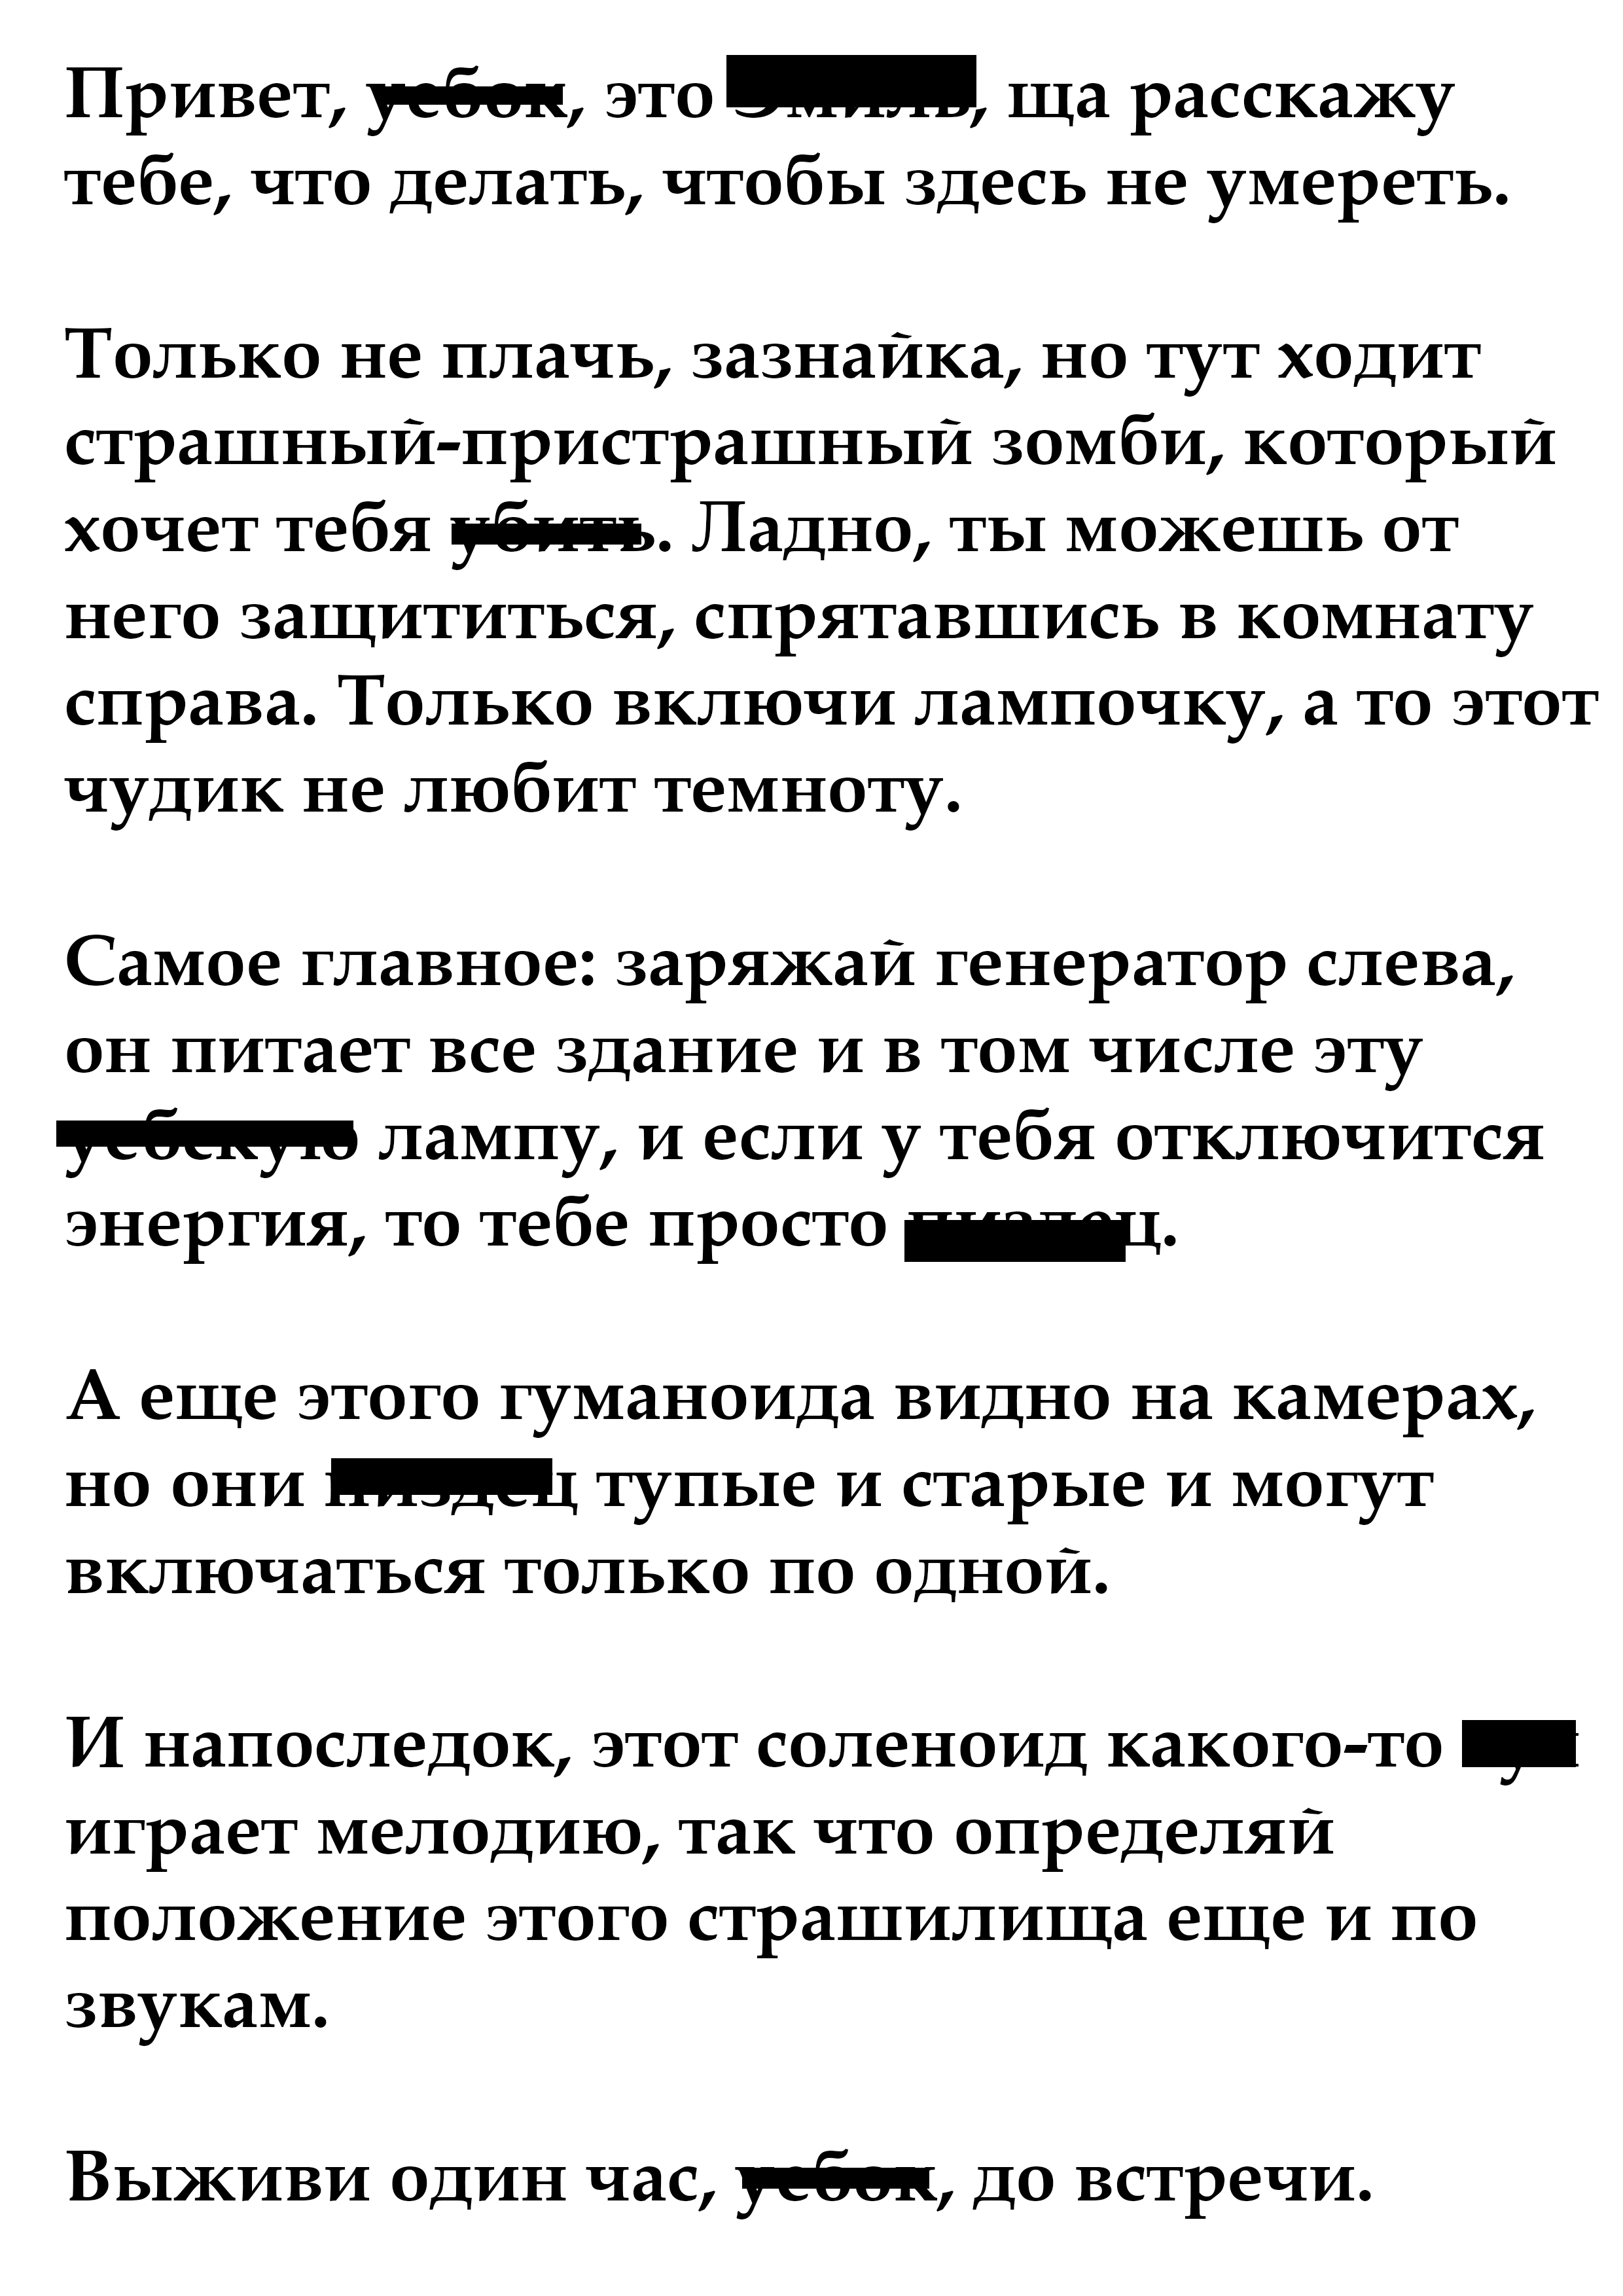 Привет, уебок, это Эмиль, ща расскажу
тебе, что делать, чтобы здесь не умереть.
Только не плачь, зазнайка, но тут ходит
страшный-пристрашный зомби, который
хочет тебя убить. Ладно, ты можешь от
него защититься, спрятавшись в комнату
справа. Только включи лампочку, а то этот
чудик не любит темноту.
Самое главное: заряжай генератор слева,
он питает все здание и в том числе эту
уебскую лампу, и если у тебя отключится
энергия, то тебе просто пиздец.
А еще этого гуманоида видно на камерах,
но они пиздец тупые и старые и могут
включаться только по одной.
И напоследок, этот соленоид какого-то
играет мелодию, так что определяй
положение этого страшилища еще и по
звукам.
Выживи один час, уебок, до встречи.